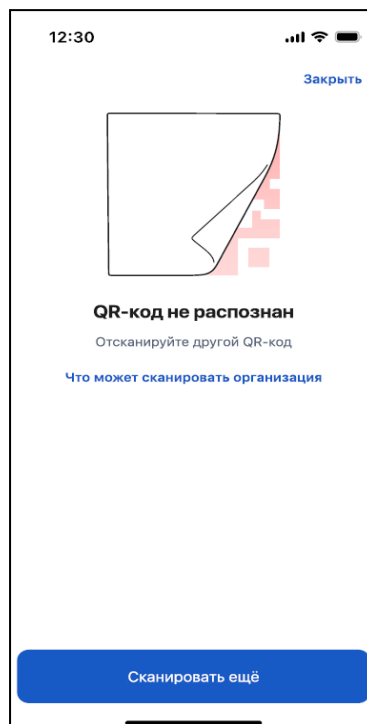 12:30
Закрыть
QR-код не распознан
Отсканируйте другой QR-код
Что может сканировать организация
Сканировать ещё